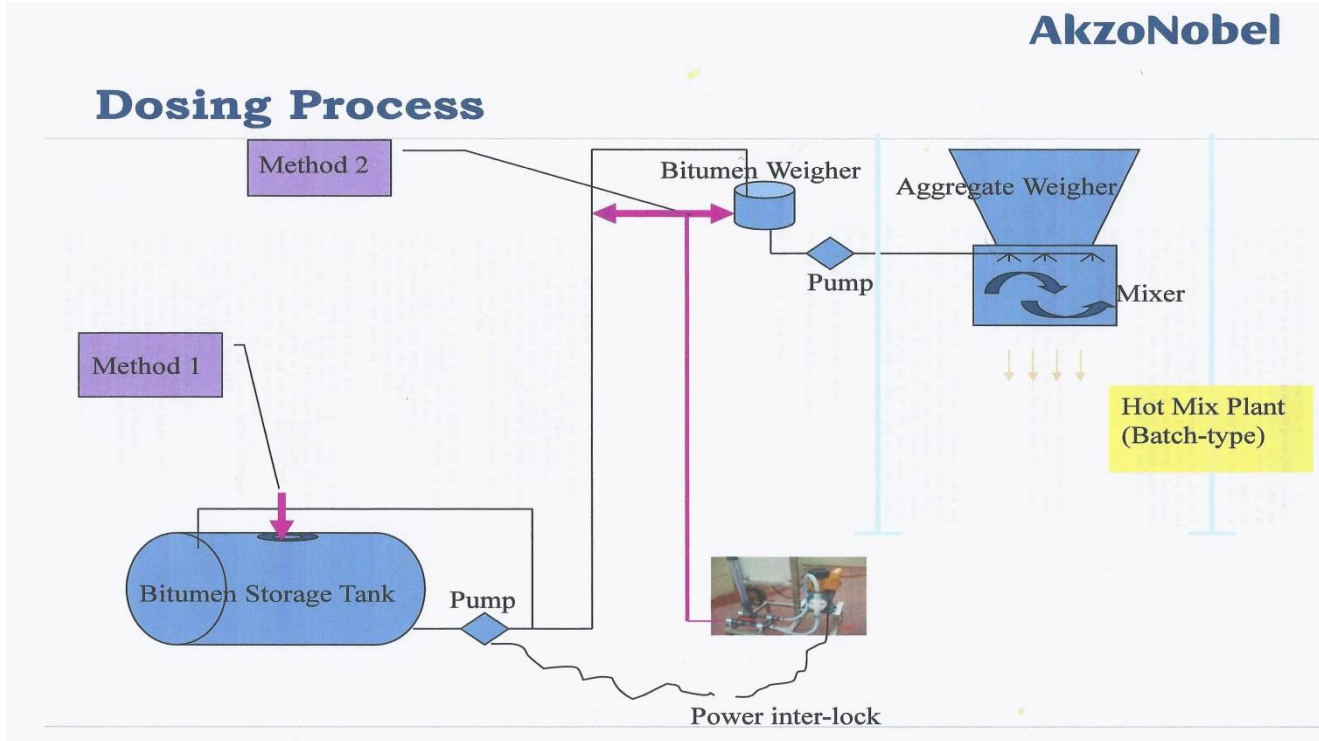 AkzoNobel
Dosing Process
Method 2
Bitumen Weigher
Aggregate Weigher
Pump
Mixer
Method 1
Hot Mix Plant
(Batch-type)
Bitumen Storage Tank
Pump
Power inter-lock